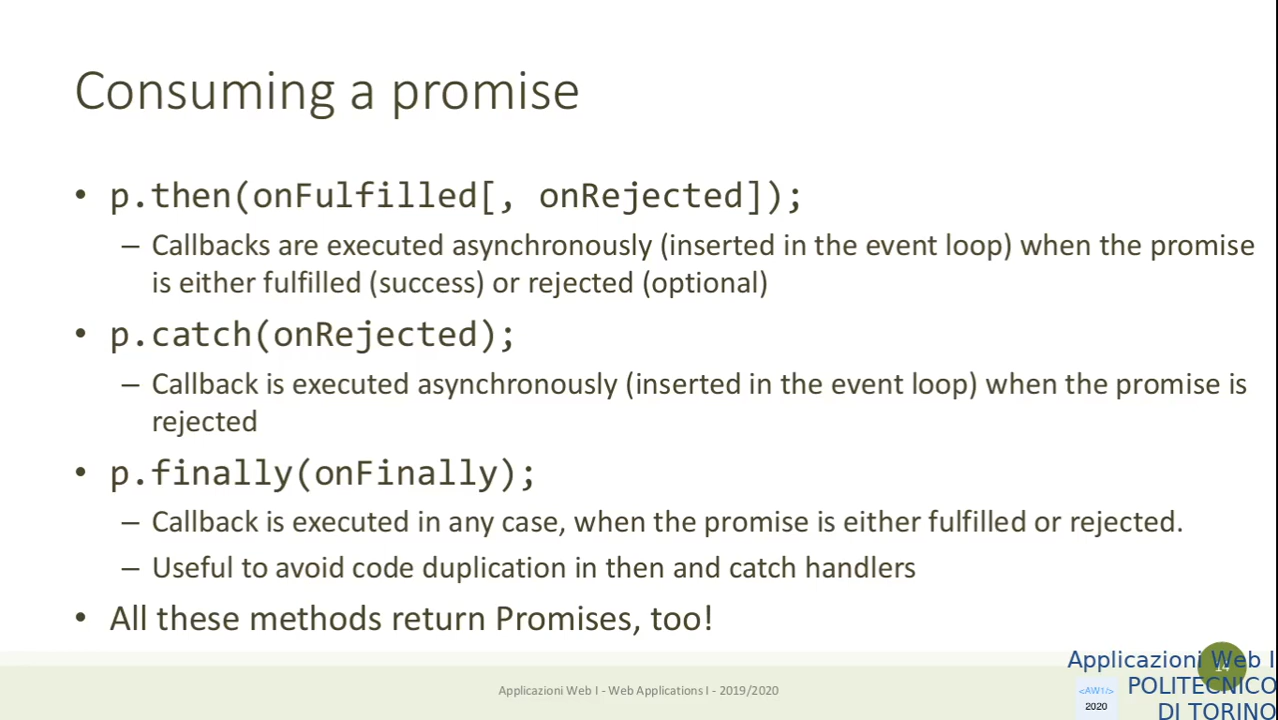 Consuming a promise
• p.then(onFulfilled[, onRejected]);
– Callbacks are executed asynchronously (inserted in the event loop) when the promise
is either fulfilled (success) or rejected (optional)
• p.catch(onRejected);
– Callback is executed asynchronously (inserted in the event loop) when the promise is
rejected
• p.finally(onFinally);
– Callback is executed in any case, when the promise is either fulfilled or rejected.
– Useful to avoid code duplication in then and catch handlers
• All these methods return Promises, too!
Applicazioni Web I - Web Applications I - 2019/2020
Applicazioni Web I
POLITECNICO
DI TORINO
<AW1/>
2020